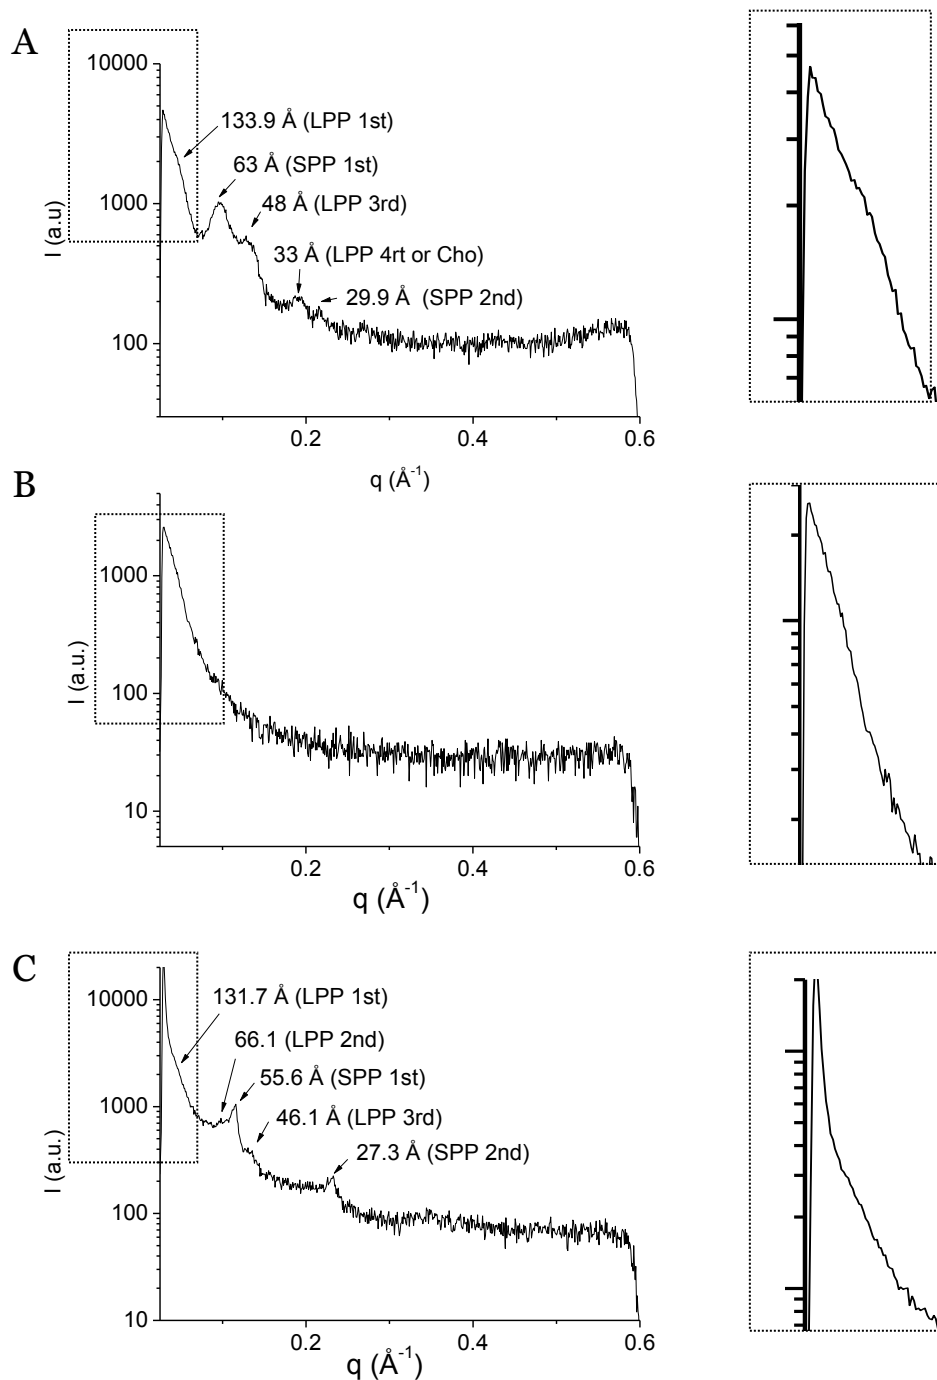 A
10000
133.9 Å (LPP 1st)
63 Å (SPP 1st)
1000
48 Å (LPP 3rd)
I (a.u)
33 Å (LPP 4rt or Cho)
29.9 Å (SPP 2nd)
100
0.2 0.4 0.6
q (Å-1)
B
1000
I (a.u.)
100
10
0.2 0.4 0.6
q (Å-1)
C
10000
131.7 Å (LPP 1st)
66.1 (LPP 2nd)
55.6 Å (SPP 1st)
1000
46.1 Å (LPP 3rd)
I (a.u.)
27.3 Å (SPP 2nd)
100
10
0.2 0.4 0.6
q (Å-1)